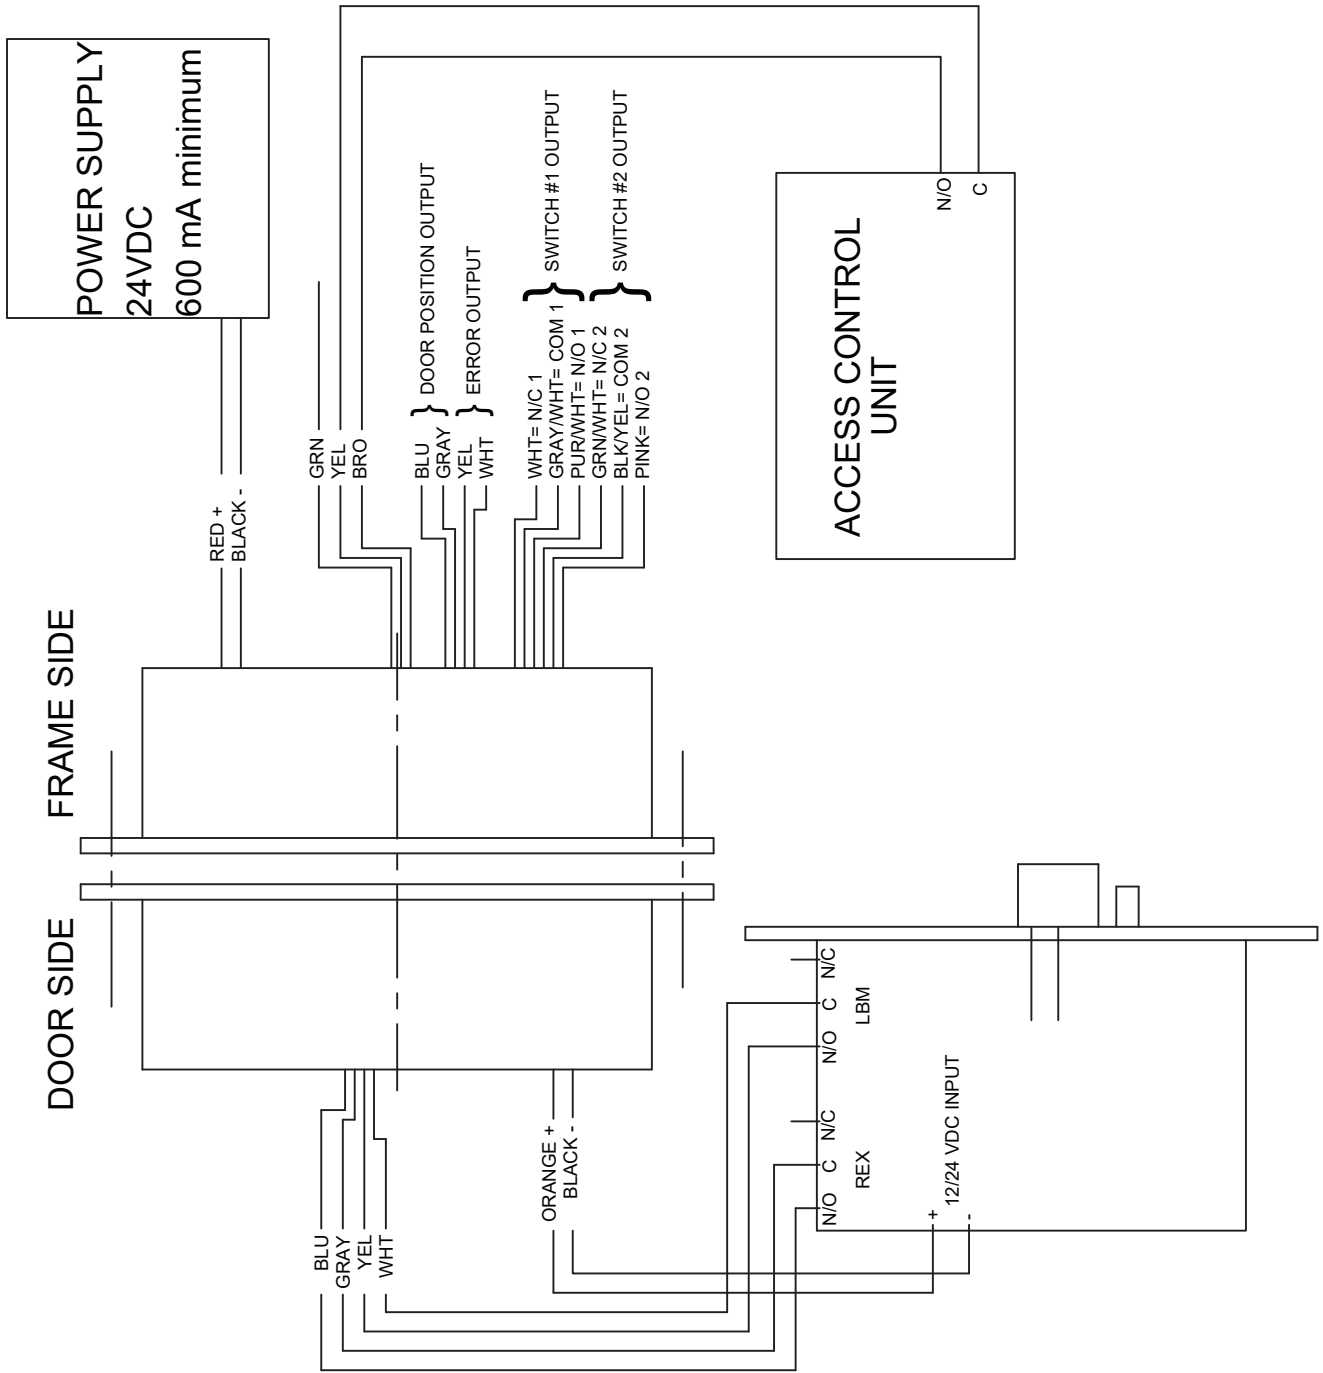 POWER SUPPLY
24VDC
600 mA minimum
RED +
BLACK -
FRAME SIDE
DOOR SIDE
GRN
YEL
BRO
BLU
GRAY
YEL
WHT
DOOR POSITION OUTPUT
ERROR OUTPUT
WHT= N/C 1
GRAY/WHT= COM 1
PUR/WHT= N/O 1
GRN/WHT= N/C 2
BLK/YEL= COM 2
PINK= N/O 2
SWITCH #1 OUTPUT
SWITCH #2 OUTPUT
ACCESS CONTROL
UNIT
N/O
C
BLU
GRAY
YEL
WHT
ORANGE +
BLACK -
N/O
C
N/C
REX
N/O
C
N/C
LBM
+
-
12/24 VDC INPUT